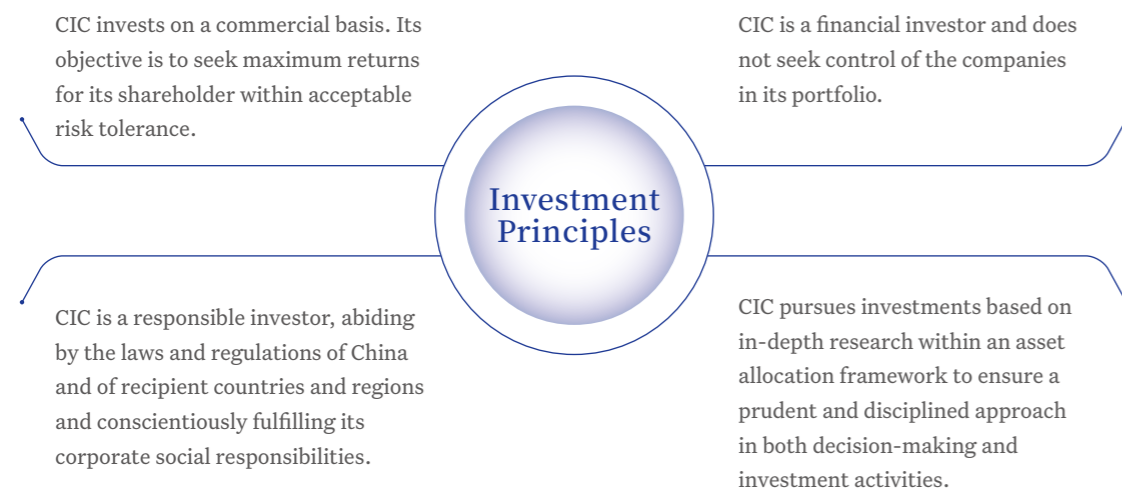 CIC invests on a commercial basis. Its
objective is to seek maximum returns
for its shareholder within acceptable
risk tolerance.
CIC is a financial investor and does
not seek control of the companies
in its portfolio.
Investment
Principles
CIC is a responsible investor, abiding
by the laws and regulations of China
and of recipient countries and regions
and conscientiously fulfilling its
corporate social responsibilities.
CIC pursues investments based on
in-depth research within an asset
allocation framework to ensure a
prudent and disciplined approach
in both decision-making and
investment activities.